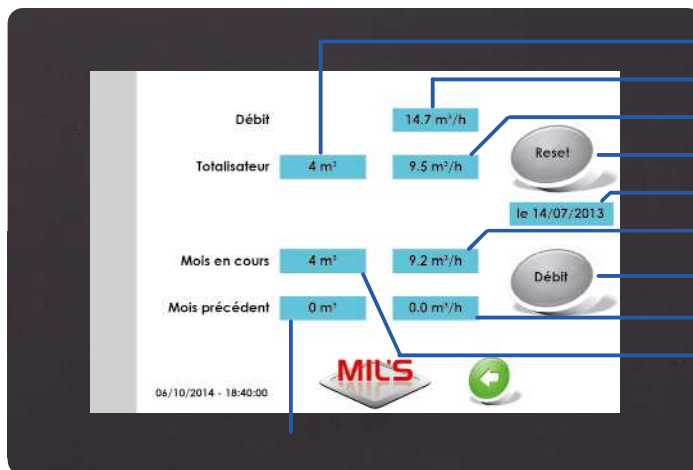 Débit 14.7 m³/h
Totalisateur 4 m³ 9.5 m³/h Reset
le 14/07/2013
Mois en cours 4 m³ 9.2 m³/h Débit
Mois précédent 0 m³ 0.0 m³/h
MIL'S
06/10/2014 - 18:40:00